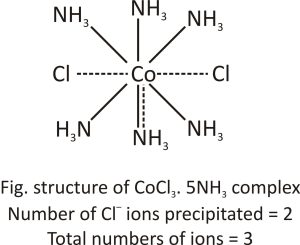 NH₃ NH₃ NH₃
Cl Co Cl
H₃N NH₃ NH₃
Fig. structure of CoCl₃. 5NH₃ complex
Number of Cl⁻ ions precipitated = 2
Total numbers of ions = 3